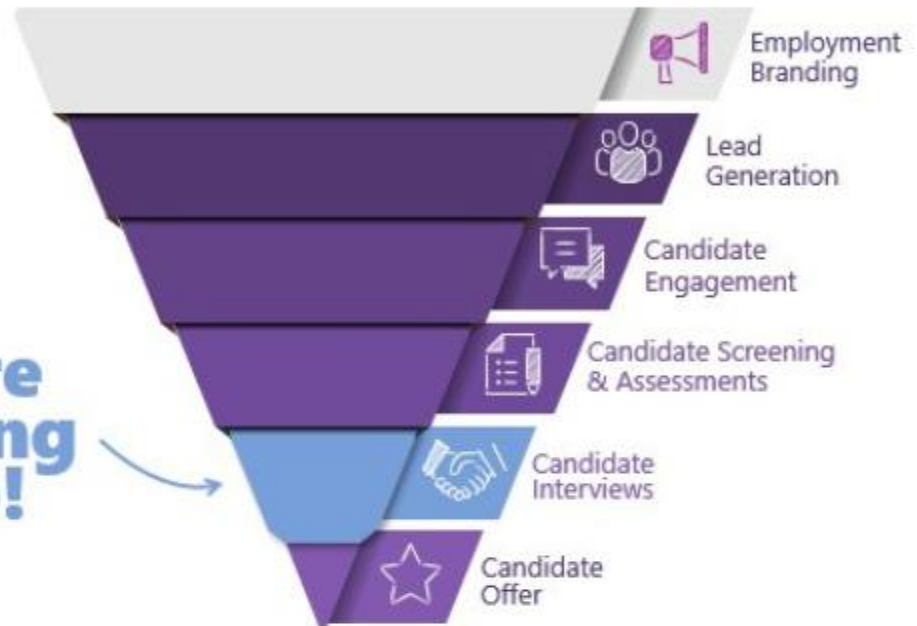 Employment
Branding
Lead
Generation
Candidate
Engagement
Candidate Screening
& Assessments
Candidate
Interviews
Candidate
Offer